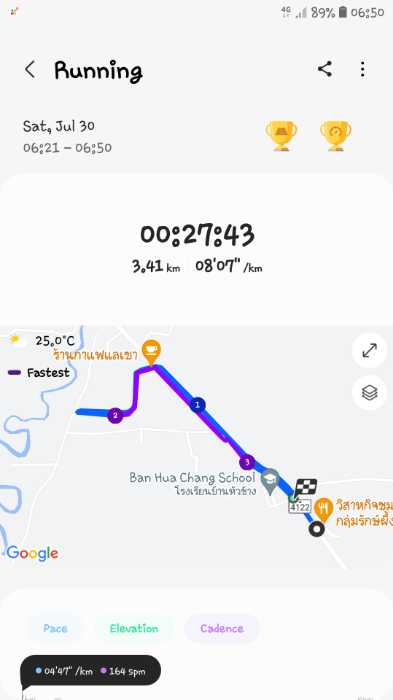 4G 89% 06:50
Running
Sat, Jul 30
06:21 – 06:50
00:27:43
3.41 km 08'07" /km
25.0°C
ร้านกาแฟแลเขา
Fastest
1
2
3
Ban Hua Chang School
โรงเรียนบ้านหัวช้าง
4122
วิสาหกิจชุม
กลุ่มรักษ์ผึ้ง
Google
Pace Elevation Cadence
04'47" /km 164 spm